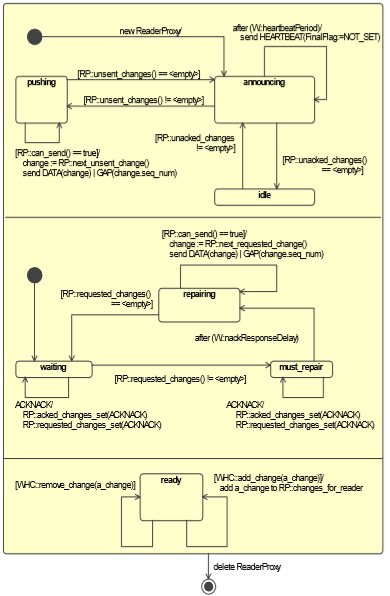 new ReaderProxy/
after (W::heartbeatPeriod)/
send HEARTBEAT(FinalFlag:=NOT_SET)
[RP::unsent_changes() == <empty>]
pushing
announcing
[RP::unsent_changes() != <empty>]
[RP::can_send() == true]/
change := RP::next_unsent_change()
send DATA(change) | GAP(change.seq_num)
[RP::unacked_changes
!= <empty>]
[RP::unacked_changes()
== <empty>]
idle
[RP::can_send() == true]/
change := RP::next_requested_change()
send DATA(change) | GAP(change.seq_num)
[RP::requested_changes()
== <empty>]
repairing
after (W::nackResponseDelay)
waiting
must_repair
[RP::requested_changes() != <empty>]
ACKNACK/
RP::acked_changes_set(ACKNACK)
RP::requested_changes_set(ACKNACK)
ACKNACK/
RP::acked_changes_set(ACKNACK)
RP::requested_changes_set(ACKNACK)
ready
[WHC::remove_change(a_change)]
[WHC::add_change(a_change)]/
add a_change to RP::changes_for_reader
delete ReaderProxy